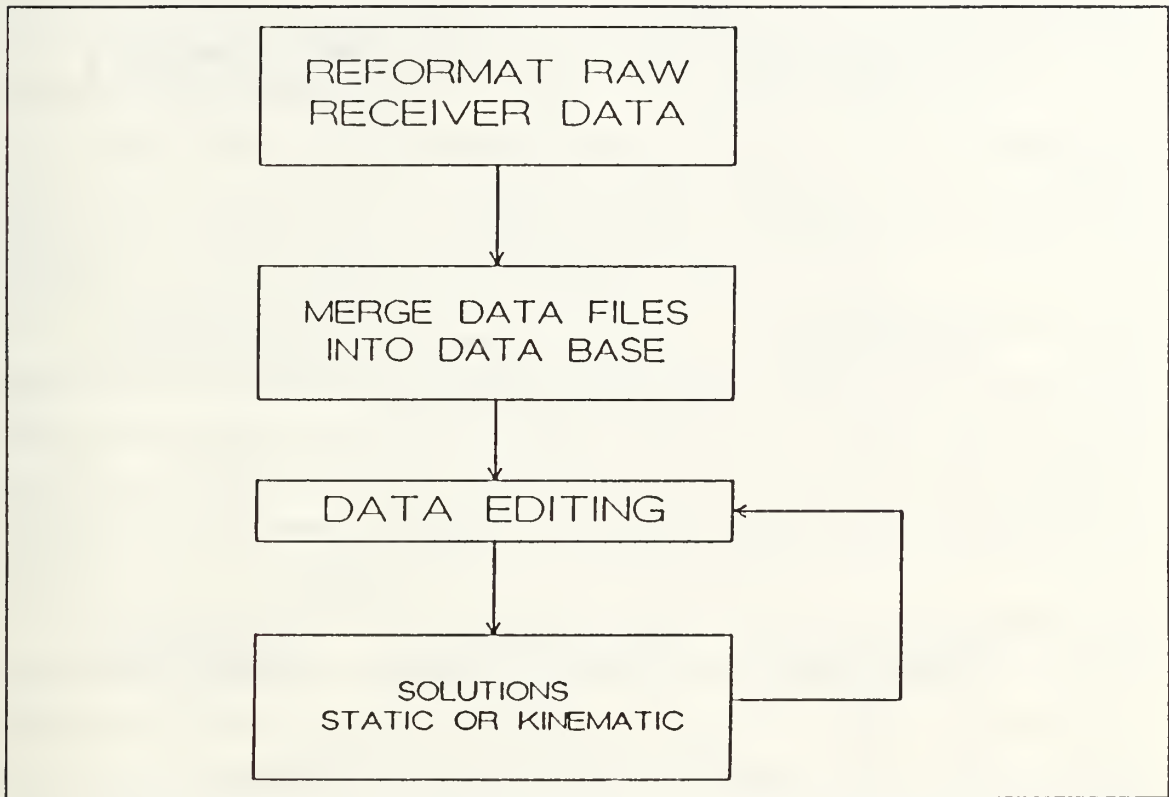 REFORMAT RAW
RECEIVER DATA
MERGE DATA FILES
INTO DATA BASE
DATA EDITING
SOLUTIONS
STATIC OR KINEMATIC